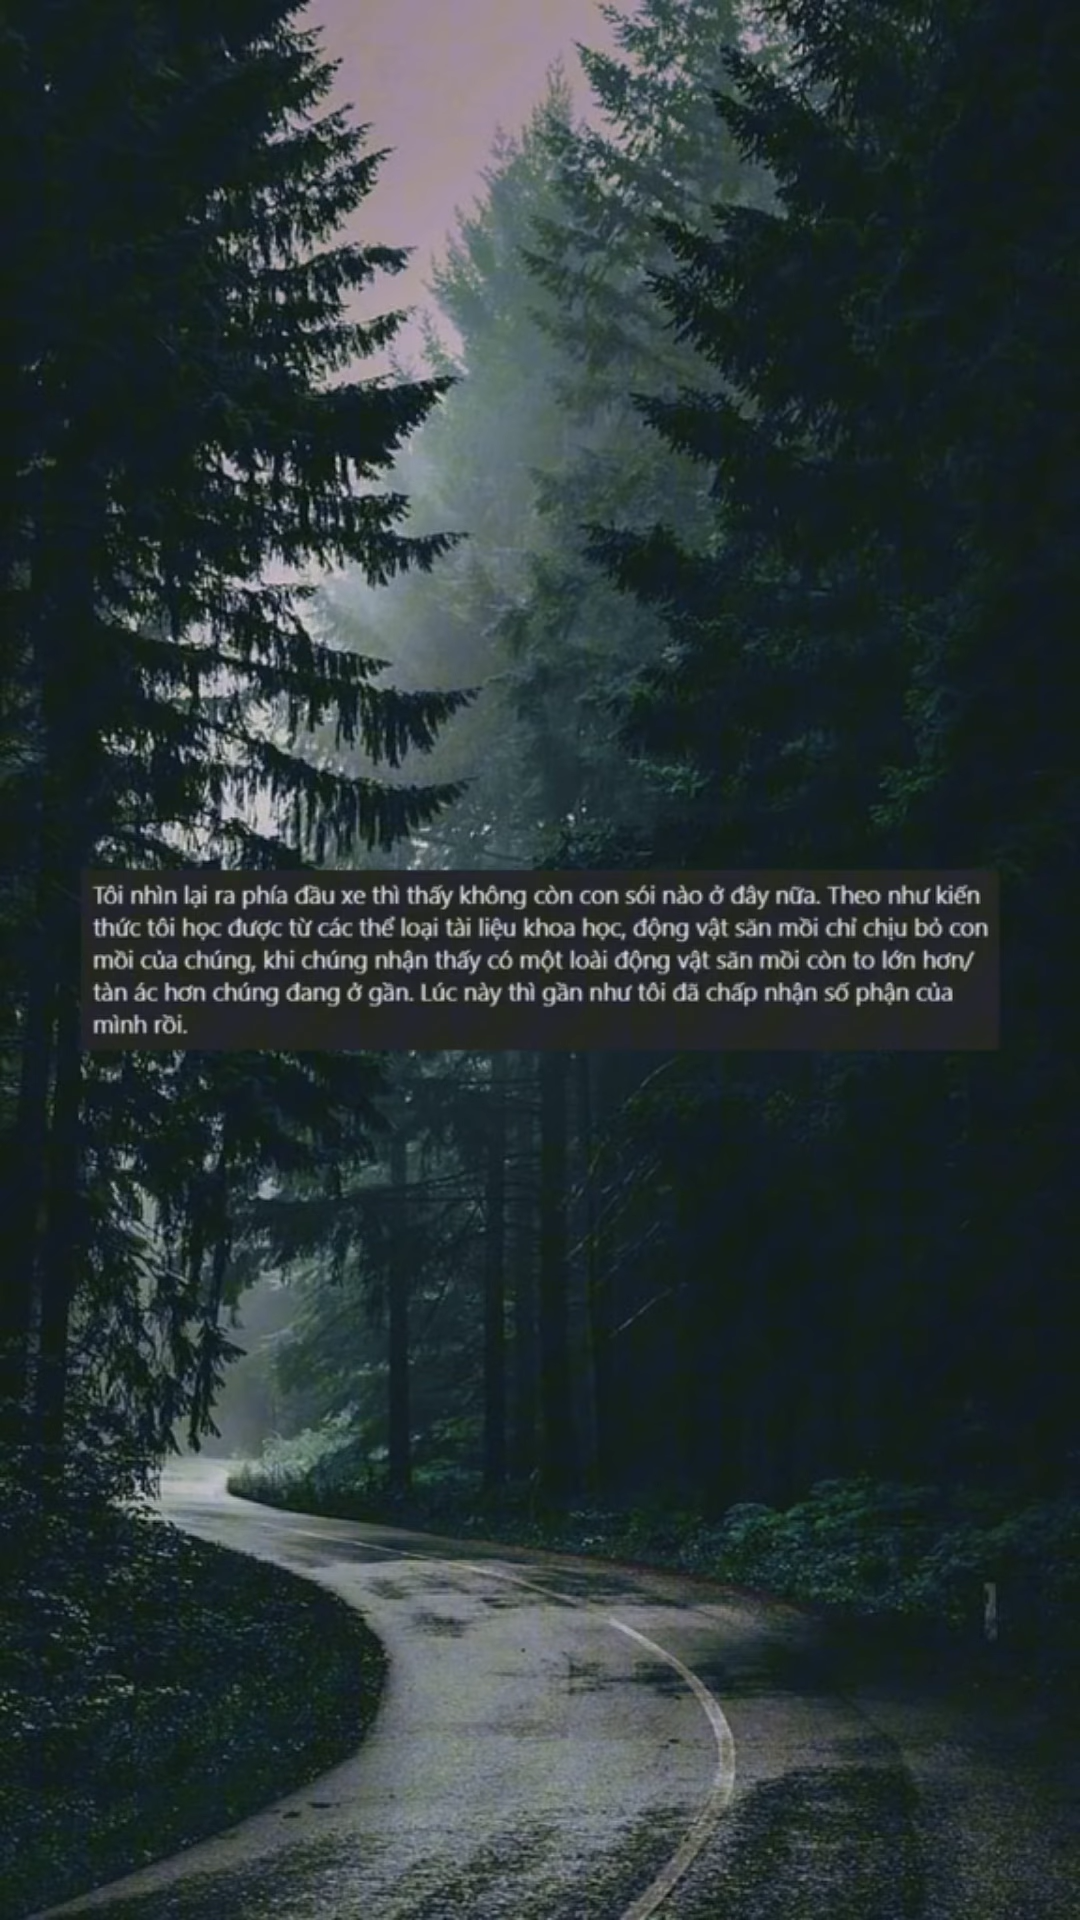 Tôi nhìn lại ra phía đầu xe thì thấy không còn con sói nào ở đây nữa. Theo như kiến
thức tôi học được từ các thể loại tài liệu khoa học, động vật săn mồi chỉ chịu bỏ con
mồi của chúng, khi chúng nhận thấy có một loài động vật săn mồi còn to lớn hơn/
tàn ác hơn chúng đang ở gần. Lúc này thì gần như tôi đã chấp nhận số phận của
mình rồi.